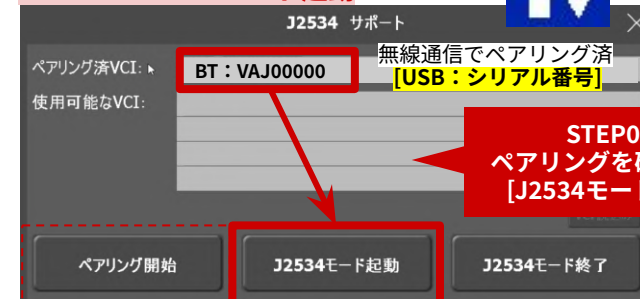 J2534 サポート
ペアリング済VCI:
BT：VAJ00000
無線通信でペアリング済
[USB：シリアル番号]
使用可能なVCI:
STEP0
ペアリングを
[J2534モード
ペアリング開始
J2534モード起動
J2534モード終了